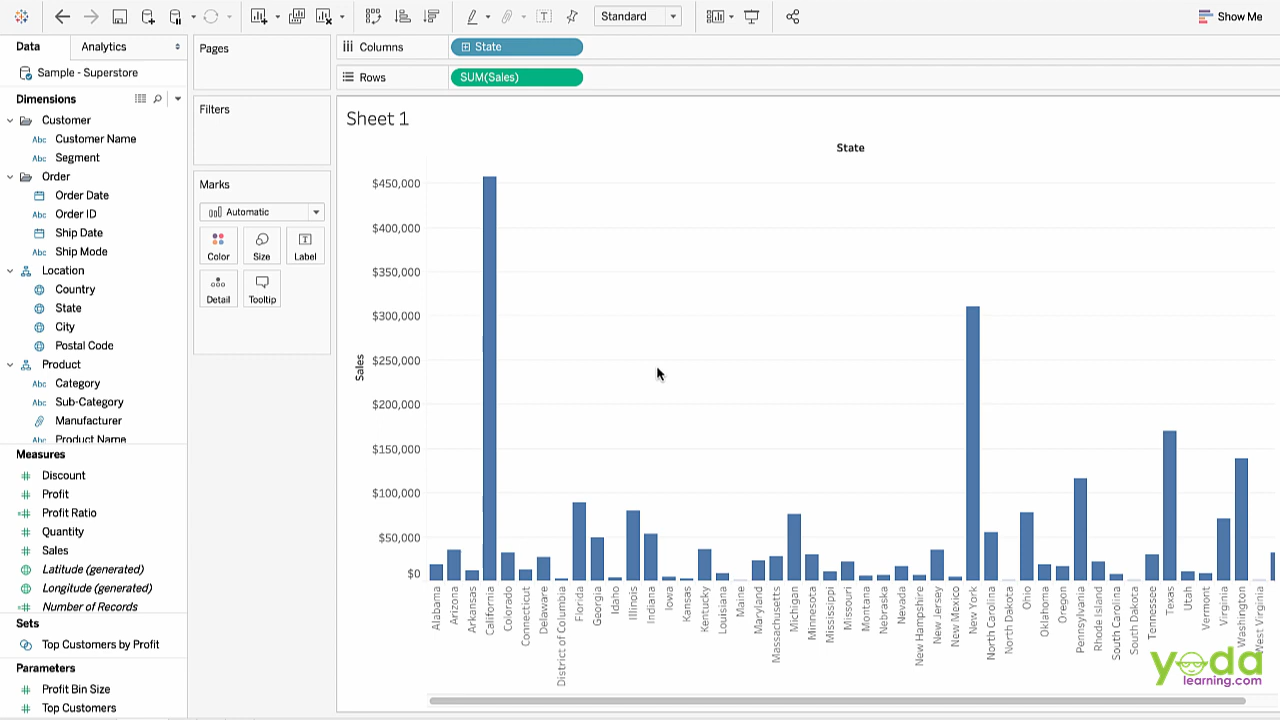 Standard
Show Me
Data
Analytics
Pages
Columns
State
Sample - Superstore
Rows
SUM(Sales)
Dimensions
Filters
Customer
Abc Customer Name
Abc Segment
Order
Order Date
Abc Order ID
Ship Date
Abc Ship Mode
Location
Country
State
City
Postal Code
Product
Abc Category
Abc Sub-Category
Manufacturer
Abc Product Name
Measures
Discount
Profit
Profit Ratio
Quantity
Sales
Latitude (generated)
Longitude (generated)
Number of Records
Sets
Top Customers by Profit
Parameters
Profit Bin Size
Top Customers
Marks
Automatic
Color
Size
Label
Detail
Tooltip
Sheet 1
State
Sales
$450,000
$400,000
$350,000
$300,000
$250,000
$200,000
$150,000
$100,000
$50,000
$0
Alabama
Arizona
Arkansas
California
Colorado
Connecticut
Delaware
District of Columbia
Florida
Georgia
Idaho
Illinois
Indiana
Iowa
Kansas
Kentucky
Louisiana
Maine
Maryland
Massachusetts
Michigan
Minnesota
Mississippi
Missouri
Montana
Nebraska
Nevada
New Hampshire
New Jersey
New Mexico
New York
North Carolina
North Dakota
Ohio
Oklahoma
Oregon
Pennsylvania
Rhode Island
South Carolina
South Dakota
Tennessee
Texas
Utah
Vermont
Virginia
Washington
West Virginia
yoda
learning.com